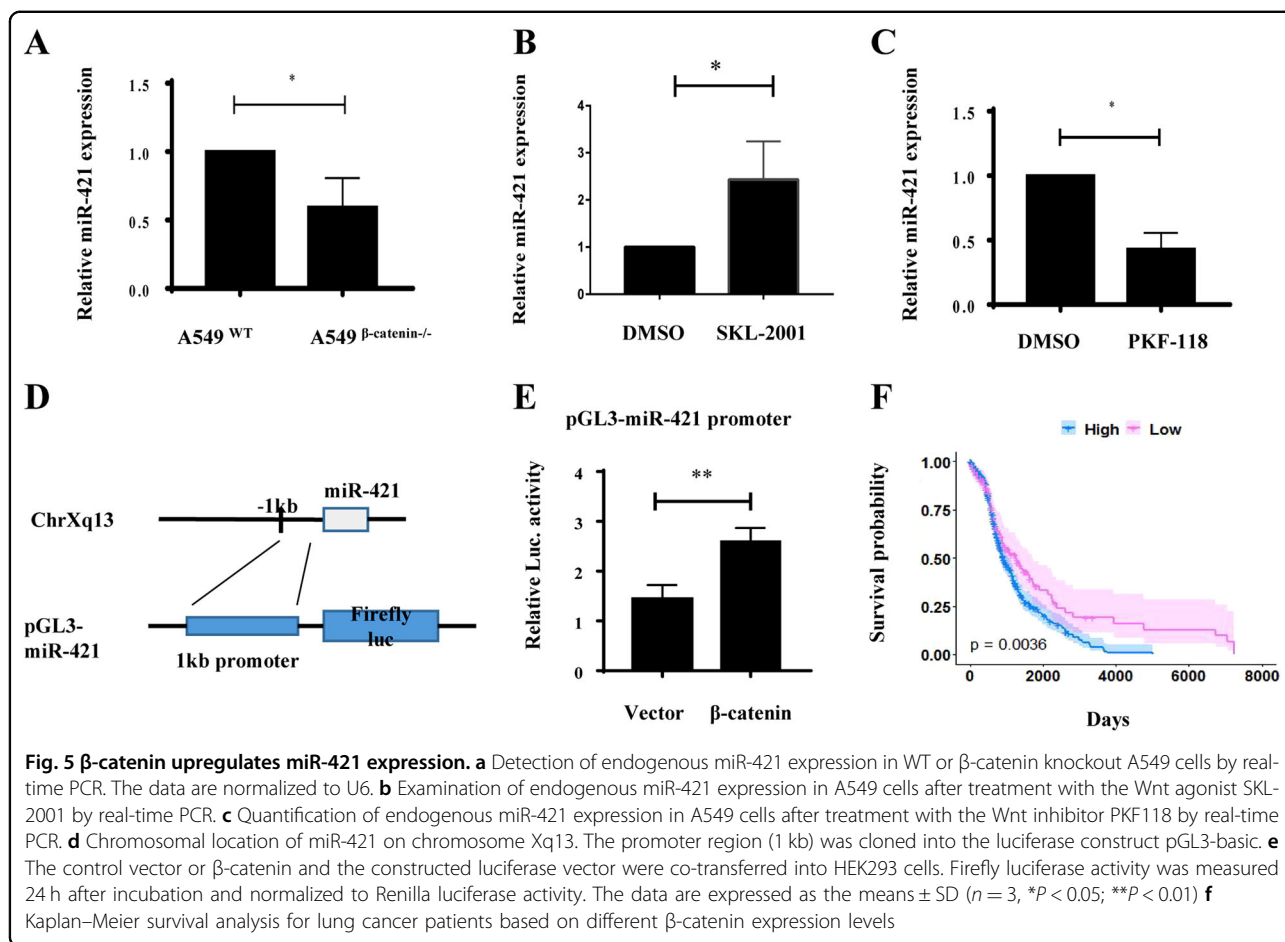 A
Relative miR-421 expression
1.5
1.0
0.5
0.0
*
A549 WT
A549 β-catenin-/-
B
Relative miR-421 expression
4
3
2
1
0
*
DMSO
SKL-2001
C
Relative miR-421 expression
1.5
1.0
0.5
0.0
*
DMSO
PKF-118
D
ChrXq13
-1kb
miR-421
pGL3-
miR-421
1kb promoter
Firefly
luc
E
pGL3-miR-421 promoter
Relative Luc. activity
4
3
2
1
0
**
Vector
β-catenin
F
High
Low
Survival probability
1.00
0.75
0.50
0.25
0.00
p = 0.0036
0
2000
4000
6000
8000
Days
Fig. 5 β-catenin upregulates miR-421 expression. a Detection of endogenous miR-421 expression in WT or β-catenin knockout A549 cells by real-
time PCR. The data are normalized to U6. b Examination of endogenous miR-421 expression in A549 cells after treatment with the Wnt agonist SKL-
2001 by real-time PCR. c Quantification of endogenous miR-421 expression in A549 cells after treatment with the Wnt inhibitor PKF118 by real-time
PCR. d Chromosomal location of miR-421 on chromosome Xq13. The promoter region (1 kb) was cloned into the luciferase construct pGL3-basic. e
The control vector or β-catenin and the constructed luciferase vector were co-transferred into HEK293 cells. Firefly luciferase activity was measured
24 h after incubation and normalized to Renilla luciferase activity. The data are expressed as the means ± SD (n = 3, *P < 0.05; **P < 0.01) f
Kaplan–Meier survival analysis for lung cancer patients based on different β-catenin expression levels